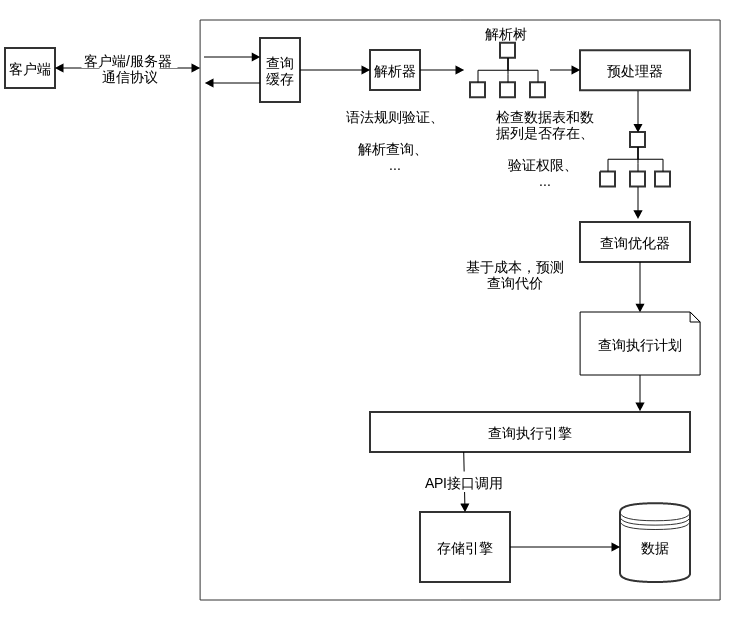 客户端
客户端/服务器
通信协议
查询
缓存
解析器
解析树
预处理器
语法规则验证、
解析查询、
...
检查数据表和数
据列是否存在、
验证权限、
...
查询优化器
基于成本，预测
查询代价
查询执行计划
查询执行引擎
API接口调用
存储引擎
数据